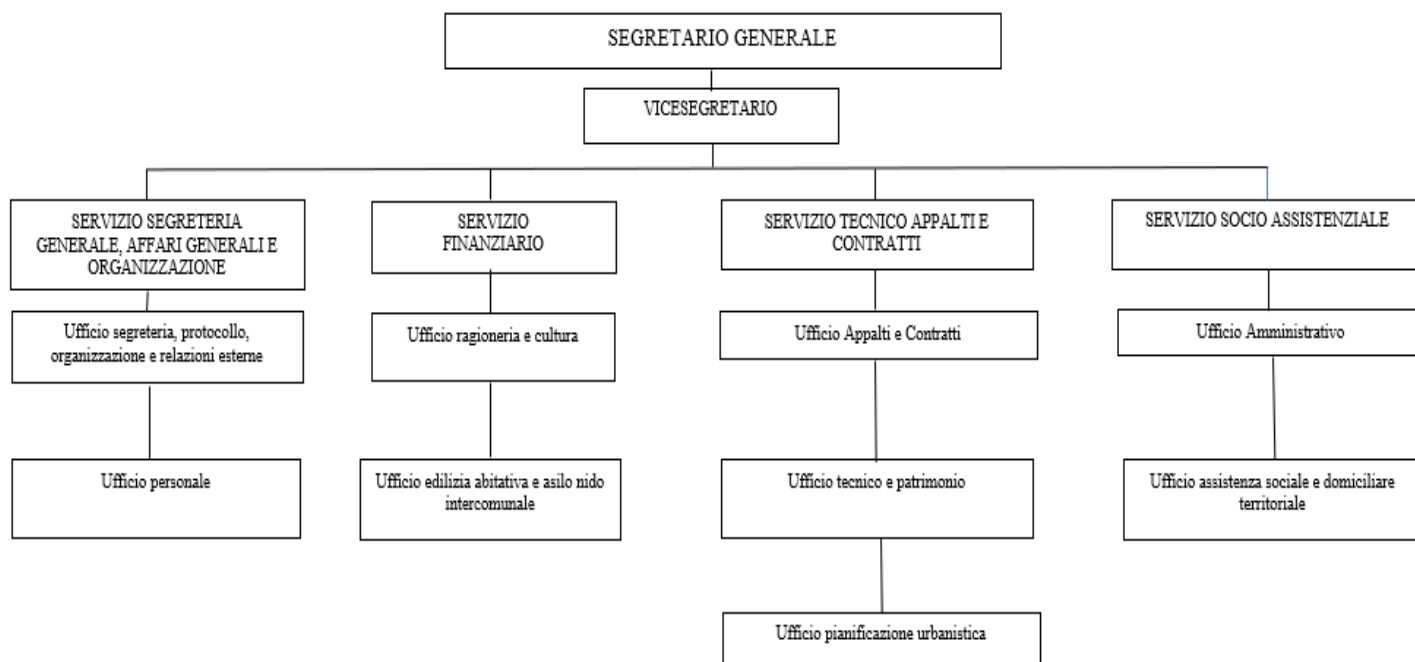 SEGRETARIO GENERALE
VICESEGRETARIO
SERVIZIO SEGRETERIA
GENERALE, AFFARI GENERALI E
ORGANIZZAZIONE
SERVIZIO
FINANZIARIO
SERVIZIO TECNICO APPALTI E
CONTRATTI
SERVIZIO SOCIO ASSISTENZIALE
Ufficio segreteria, protocollo,
organizzazione e relazioni esterne
Ufficio ragioneria e cultura
Ufficio Appalti e Contratti
Ufficio Amministrativo
Ufficio personale
Ufficio edilizia abitativa e asilo nido
intercomunale
Ufficio tecnico e patrimonio
Ufficio assistenza sociale e domiciliare
territoriale
Ufficio pianificazione urbanistica